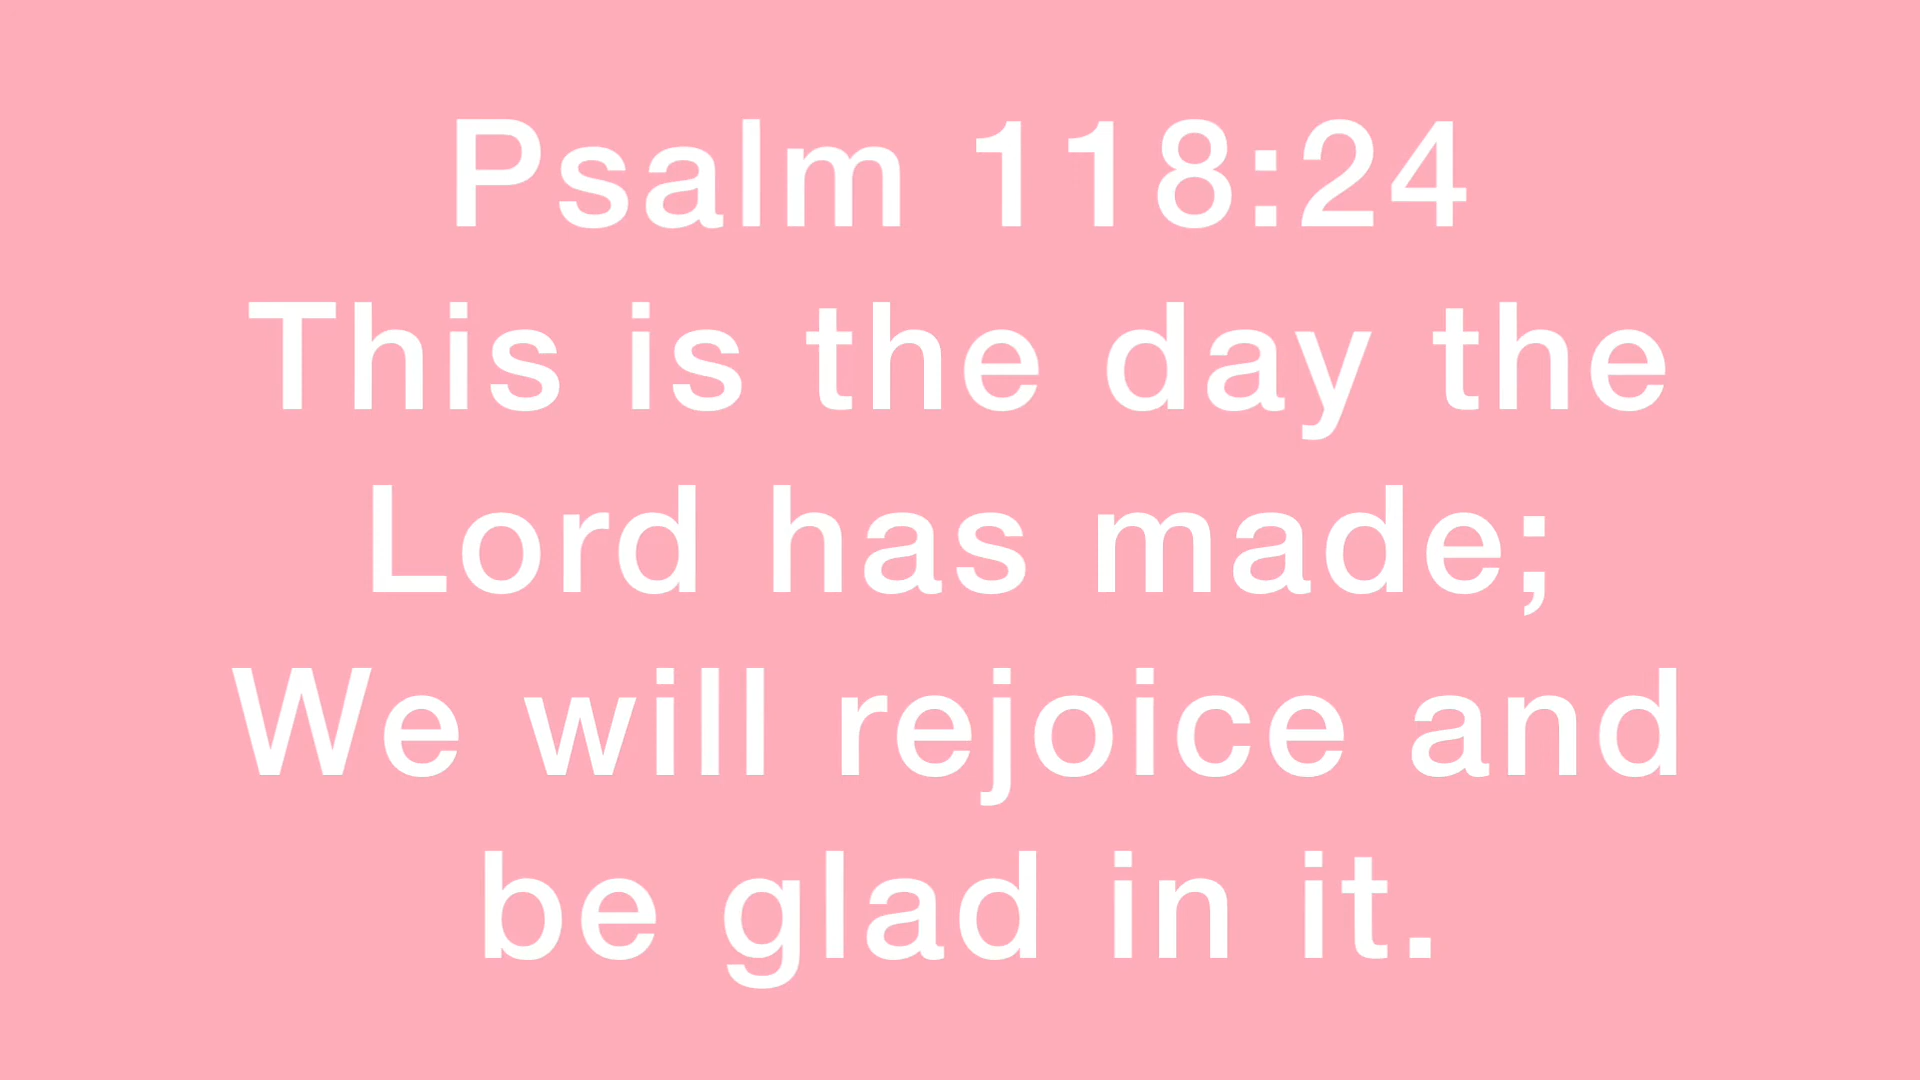 Psalm 118:24
This is the day the
Lord has made;
We will rejoice and
be glad in it.